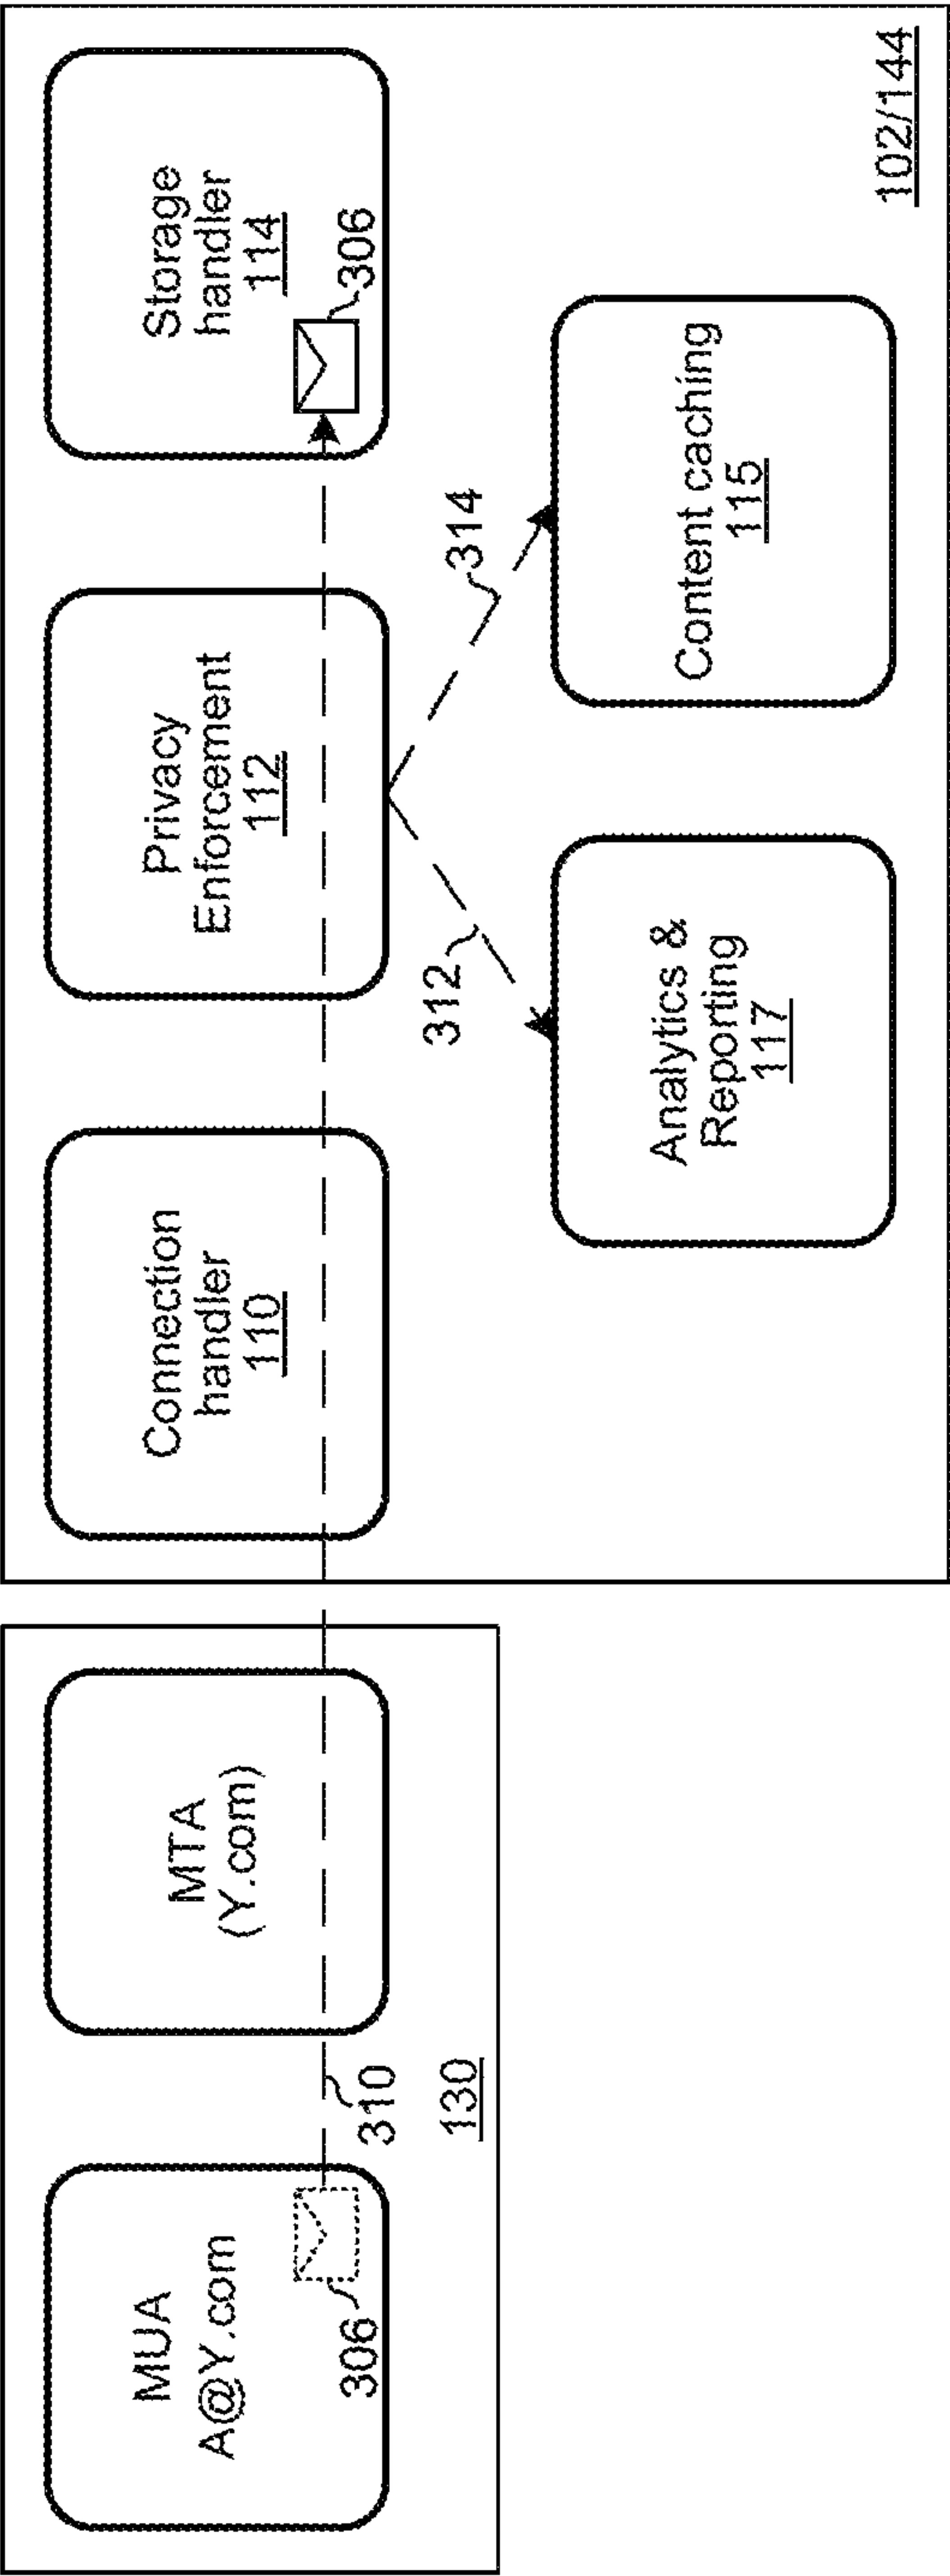 MUA
A@Y.com
306
310
MTA
(Y.com)
130
Connection
handler
110
Privacy
Enforcement
112
Storage
handler
114
306
312
314
Analytics &
Reporting
117
Content caching
115
102/144